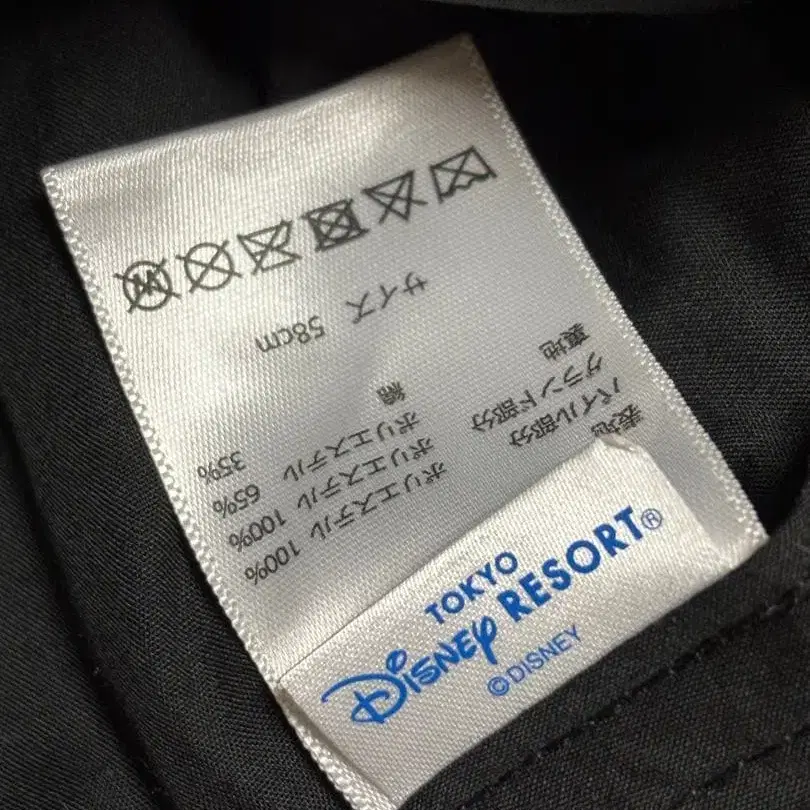 TOKYO
DISNEY RESORT®
©DISNEY
表地
パイル部分 ポリエステル 100%
グランド部分 ポリエステル 100%
裏地 ポリエステル 65%
綿 35%
サイズ 58cm